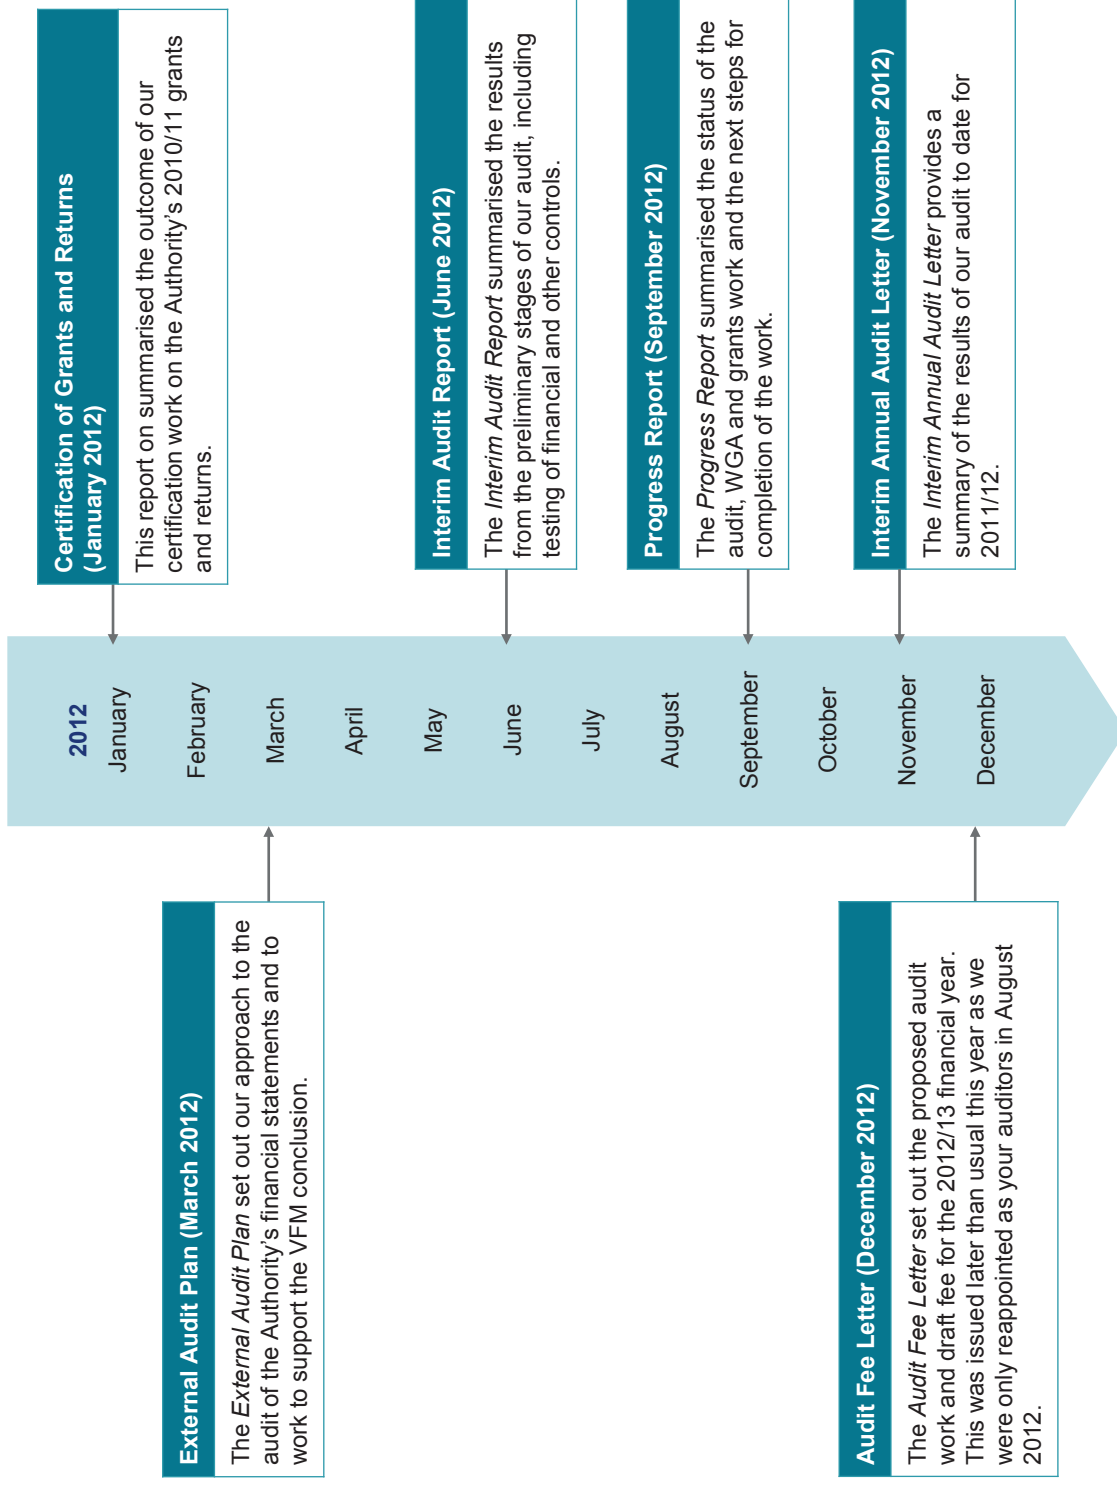 External Audit Plan (March 2012)
The External Audit Plan set out our approach to the
audit of the Authority's financial statements and to
work to support the VFM conclusion.
Audit Fee Letter (December 2012)
The Audit Fee Letter set out the proposed audit
work and draft fee for the 2012/13 financial year.
This was issued later than usual this year as we
were only reappointed as your auditors in August
2012.
2012
January
February
March
April
May
June
July
August
September
October
November
December
Certification of Grants and Returns
(January 2012)
This report on summarised the outcome of our
certification work on the Authority's 2010/11 grants
and returns.
Interim Audit Report (June 2012)
The Interim Audit Report summarised the results
from the preliminary stages of our audit, including
testing of financial and other controls.
Progress Report (September 2012)
The Progress Report summarised the status of the
audit, WGA and grants work and the next steps for
completion of the work.
Interim Annual Audit Letter (November 2012)
The Interim Annual Audit Letter provides a
summary of the results of our audit to date for
2011/12.